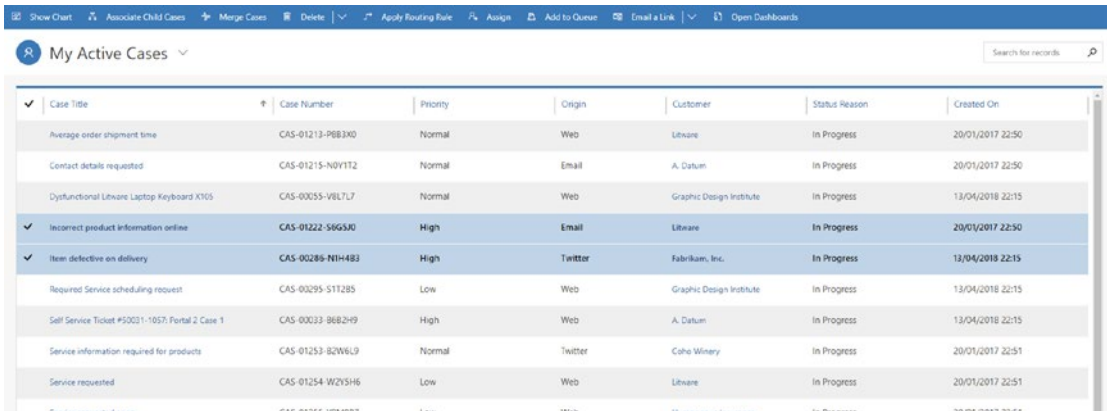 Show Chart Associate Child Cases Merge Cases Delete Apply Routing Rule Assign Add to Queue Email a Link Open Dashboards
My Active Cases Search for records
Case Title Case Number Priority Origin Customer Status Reason Created On
Average order shipment time CAS-01213-P8B3X0 Normal Web Litware In Progress 20/01/2017 22:50
Contact details requested CAS-01215-N0V1T2 Normal Email A. Datum In Progress 20/01/2017 22:50
Dysfunctional Litware Laptop Keyboard X105 CAS-00055-V8L7L7 Normal Web Graphic Design Institute In Progress 13/04/2018 22:15
Incorrect product information online CAS-01222-S6G5J0 High Email Litware In Progress 20/01/2017 22:50
Item defective on delivery CAS-00286-N1H4B3 High Twitter Fabrikam, Inc. In Progress 13/04/2018 22:15
Required Service scheduling request CAS-00295-S1T2B5 Low Web Graphic Design Institute In Progress 13/04/2018 22:15
Self Service Ticket #50031-1057: Portal 2 Case 1 CAS-00033-B6B2H9 High Web A. Datum In Progress 13/04/2018 22:15
Service information required for products CAS-01253-B2W6L9 Normal Twitter Coho Winery In Progress 20/01/2017 22:51
Service requested CAS-01254-W2Y5H6 Low Web Litware In Progress 20/01/2017 22:51